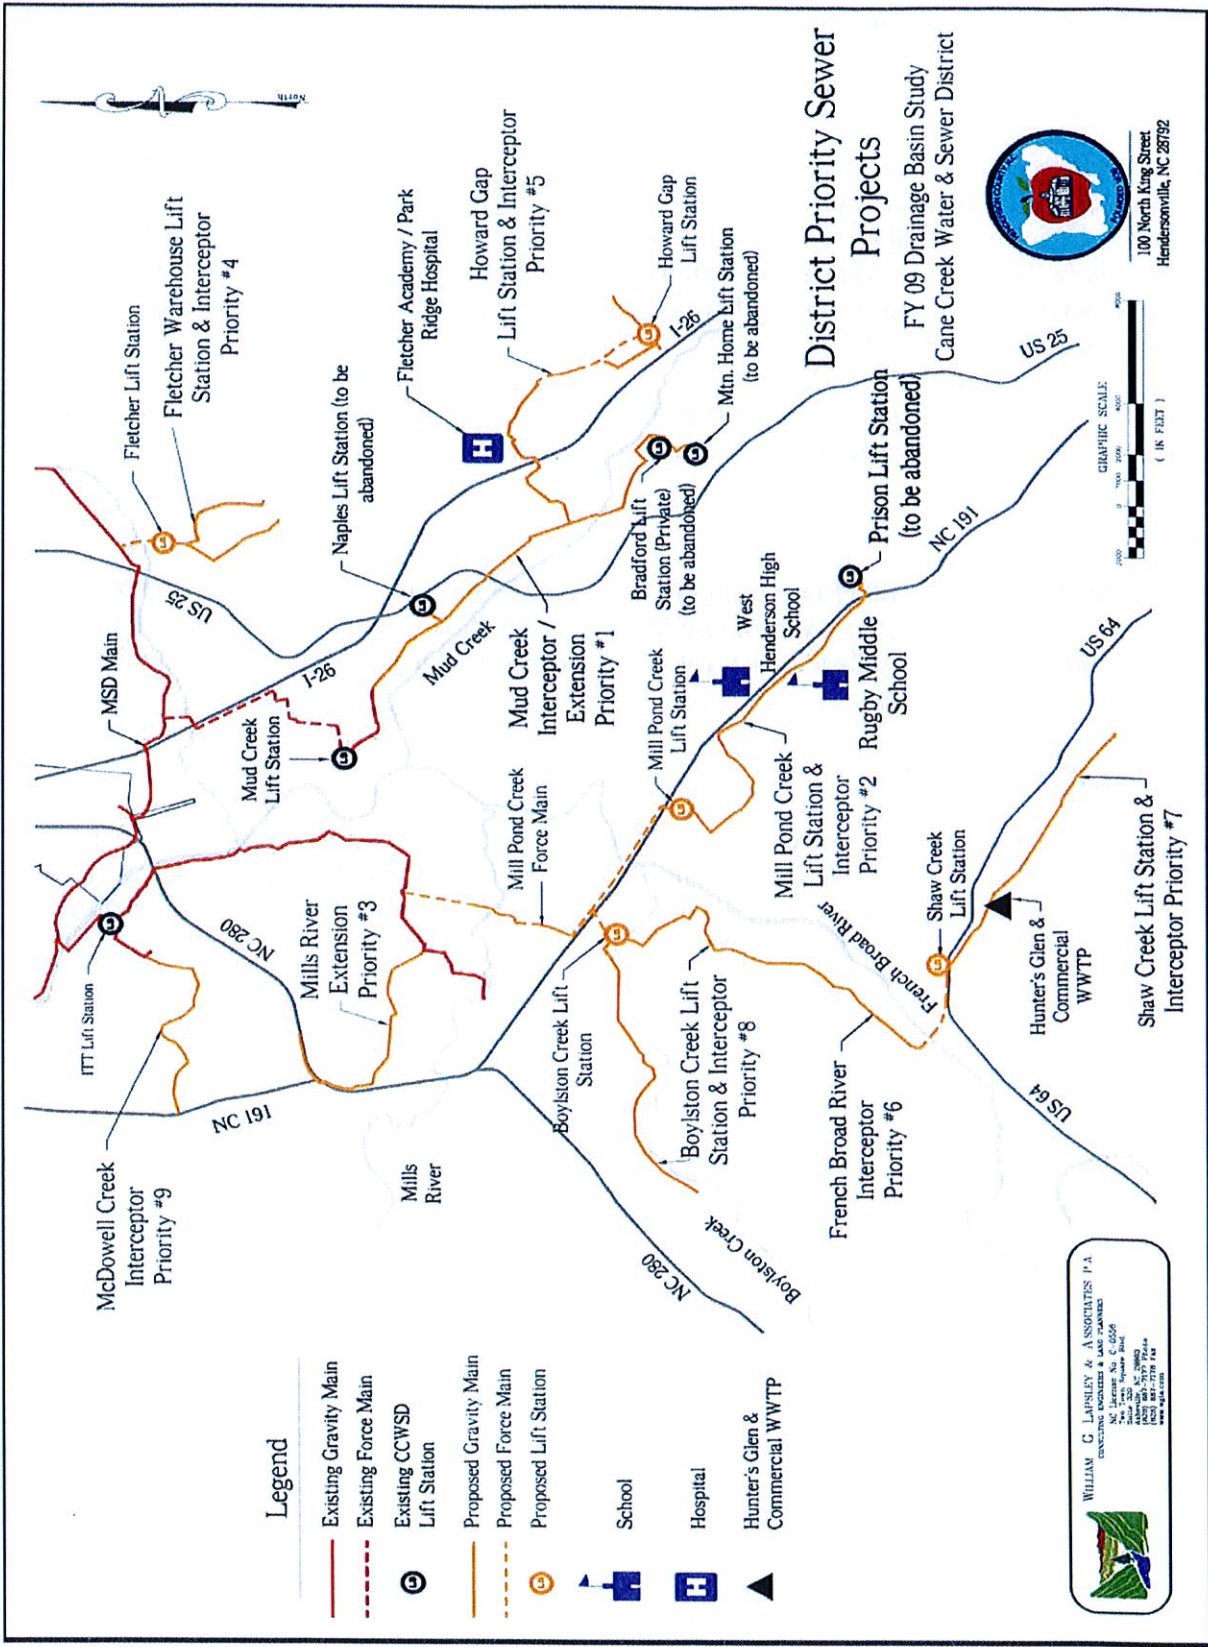 North
MSD Main
Fletcher Lift Station
Fletcher Warehouse Lift
Station & Interceptor
Priority #4
US 25
I-26
ITT Lift Station
Mud Creek
Lift Station
Naples Lift Station (to be
abandoned)
Fletcher Academy / Park
Ridge Hospital
H
Howard Gap
Lift Station & Interceptor
Priority #5
Howard Gap
Lift Station
I-26
Mtn. Home Lift Station
(to be abandoned)
Bradford Lift
Station (Private)
(to be abandoned)
Mud Creek
Mud Creek
Interceptor /
Extension
Priority #1
McDowell Creek
Interceptor
Priority #9
NC 280
NC 191
Mills River
Extension
Priority #3
Mills
River
Mill Pond Creek
Force Main
Mill Pond Creek
Lift Station
West
Henderson High
School
Rugby Middle
School
Prison Lift Station
(to be abandoned)
US 25
NC 191
Mill Pond Creek
Lift Station &
Interceptor
Priority #2
Boylston Creek Lift
Station
Boylston Creek Lift
Station & Interceptor
Priority #8
French Broad River
French Broad River
Interceptor
Priority #6
Boylston Creek
NC 280
Shaw Creek
Lift Station
Hunter's Glen &
Commercial
WWTP
Shaw Creek Lift Station &
Interceptor Priority #7
US 64
US 64
District Priority Sewer
Projects
FY 09 Drainage Basin Study
Cane Creek Water & Sewer District
HENDERSON COUNTY N.C.
100 North King Street
Hendersonville, NC 28792
GRAPHIC SCALE
( IN FEET )
Legend
Existing Gravity Main
Existing Force Main
Existing CCWSD
Lift Station
Proposed Gravity Main
Proposed Force Main
Proposed Lift Station
School
H
Hospital
Hunter's Glen &
Commercial WWTP
WILLIAM G LAPSLEY & ASSOCIATES P A
CONSULTING ENGINEERS & LAND PLANNERS